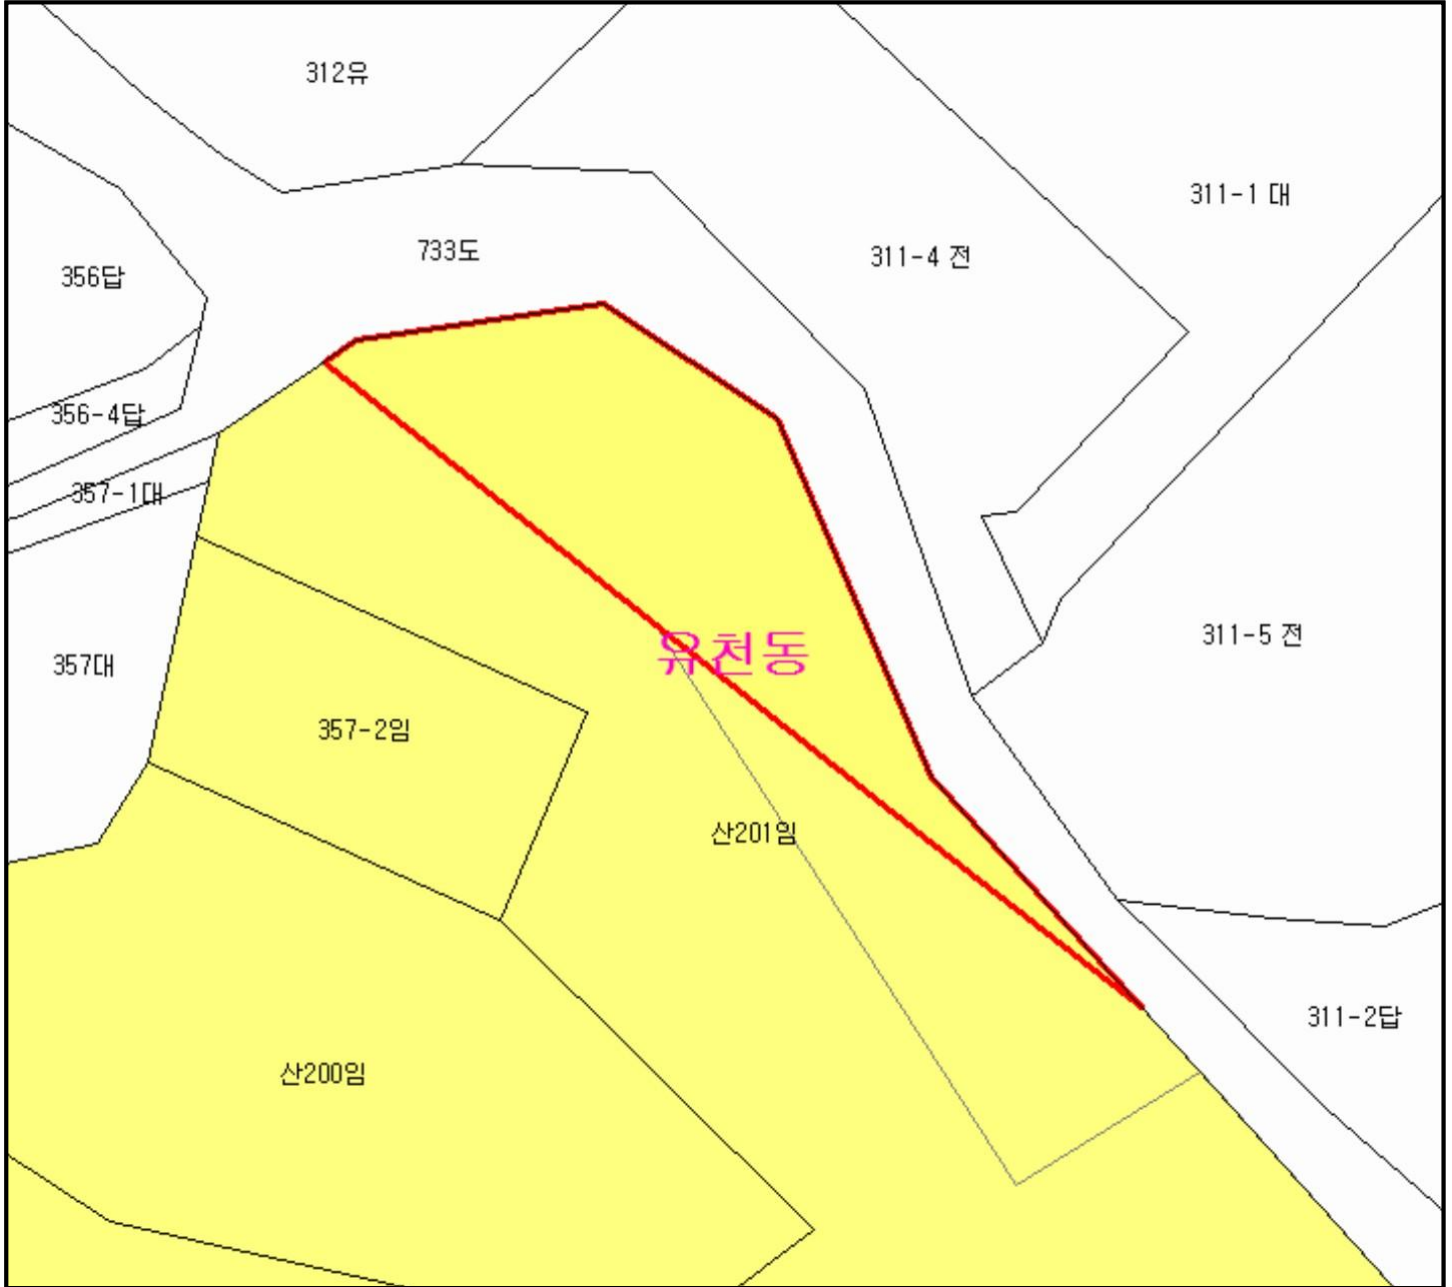 312유
311-1 대
733도
311-4 전
356답
356-4답
357-1대
유천동
311-5 전
357대
357-2임
산201임
311-2답
산200임